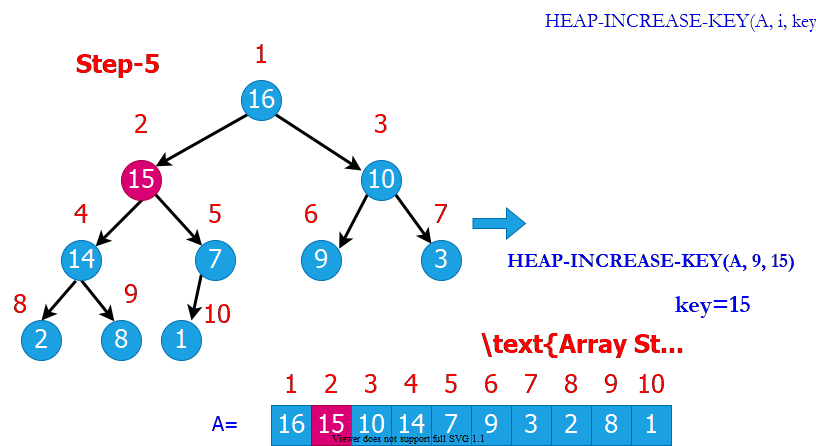 HEAP-INCREASE-KEY(A, i, key
Step-5
1
16
2
3
15
10
4
5
6
7
14
7
9
3
HEAP-INCREASE-KEY(A, 9, 15)
8
9
10
key=15
2
8
1
\text{Array St...
1 2 3 4 5 6 7 8 9 10
A= 16 15 10 14 7 9 3 2 8 1
Viewer does not support full SVG 1.1